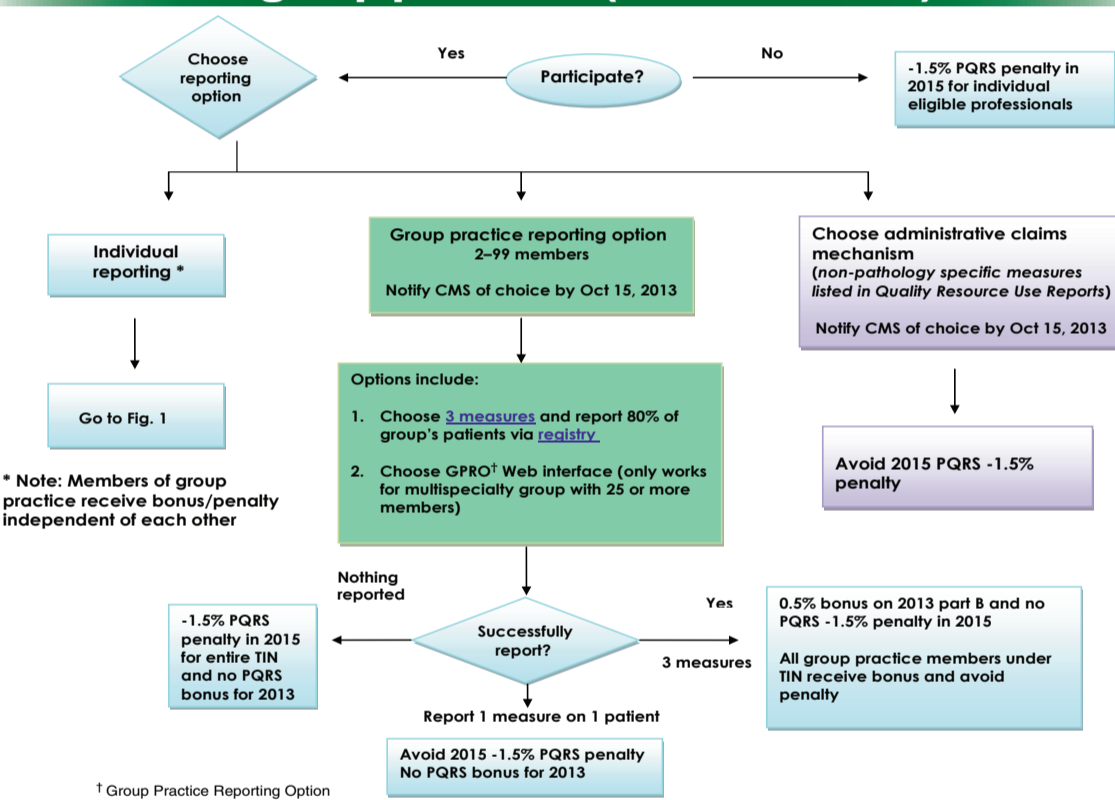 Choose
reporting
option
Yes
Participate?
No
-1.5% PQRS penalty in
2015 for individual
eligible professionals
Individual
reporting *
Group practice reporting option
2–99 members
Notify CMS of choice by Oct 15, 2013
Choose administrative claims
mechanism
(non-pathology specific measures
listed in Quality Resource Use Reports)
Notify CMS of choice by Oct 15, 2013
Go to Fig. 1
* Note: Members of group
practice receive bonus/penalty
independent of each other
Options include:
1. Choose 3 measures and report 80% of
group's patients via registry
2. Choose GPRO† Web interface (only works
for multispecialty group with 25 or more
members)
Avoid 2015 PQRS -1.5%
penalty
Nothing
reported
-1.5% PQRS
penalty in 2015
for entire TIN
and no PQRS
bonus for 2013
Successfully
report?
Yes
3 measures
0.5% bonus on 2013 part B and no
PQRS -1.5% penalty in 2015
All group practice members under
TIN receive bonus and avoid
penalty
Report 1 measure on 1 patient
Avoid 2015 -1.5% PQRS penalty
No PQRS bonus for 2013
† Group Practice Reporting Option